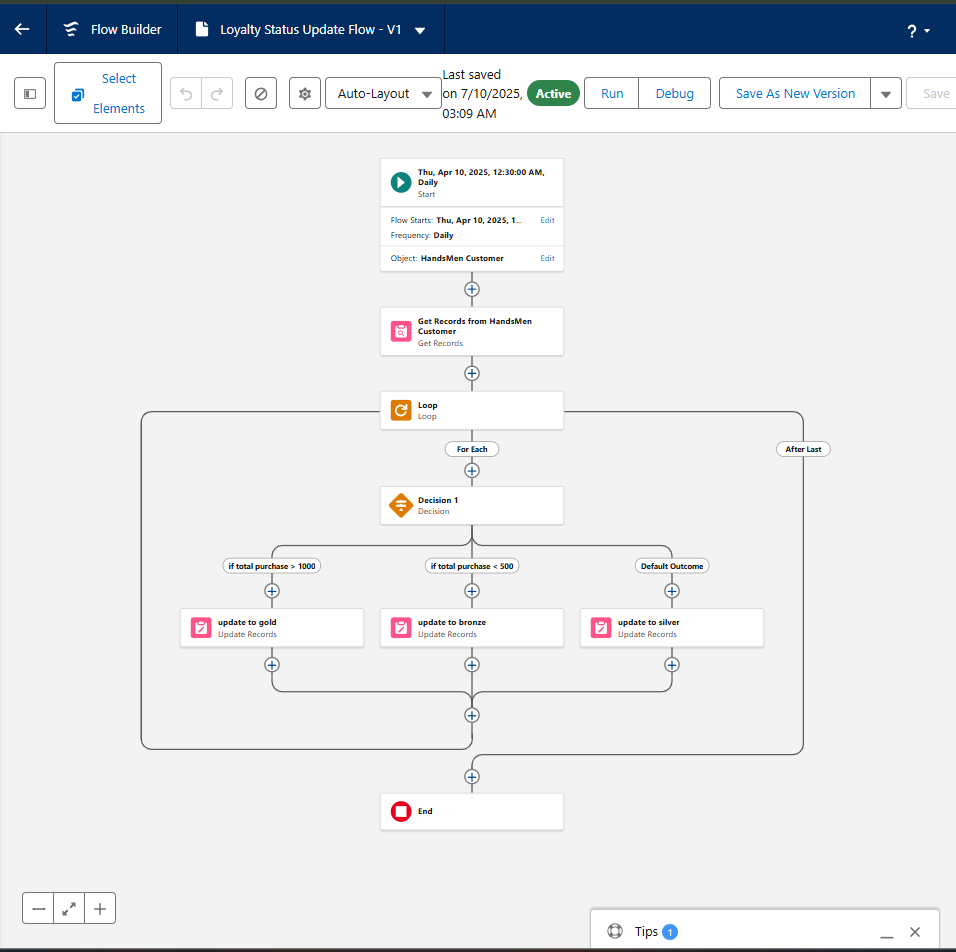 Flow Builder
Loyalty Status Update Flow - V1
?
Select
Elements
Auto-Layout
Last saved
on 7/10/2025,
03:09 AM
Active
Run
Debug
Save As New Version
Save
Thu, Apr 10, 2025, 12:30:00 AM,
Daily
Start
Flow Starts: Thu, Apr 10, 2025, 1... Edit
Frequency: Daily
Object: HandsMen Customer Edit
Get Records from HandsMen
Customer
Get Records
Loop
Loop
For Each
After Last
Decision 1
Decision
if total purchase > 1000
if total purchase < 500
Default Outcome
update to gold
Update Records
update to bronze
Update Records
update to silver
Update Records
End
Tips 1